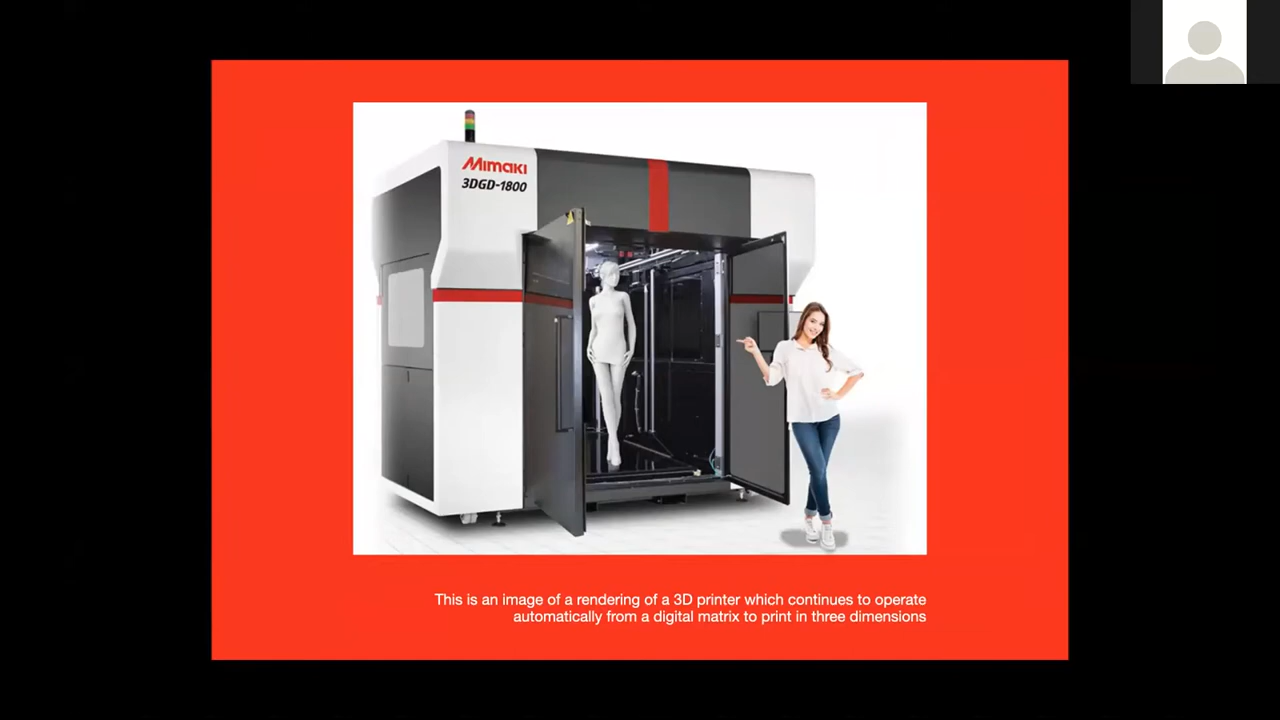 Mimaki
3DGD-1800
This is an image of a rendering of a 3D printer which continues to operate
automatically from a digital matrix to print in three dimensions